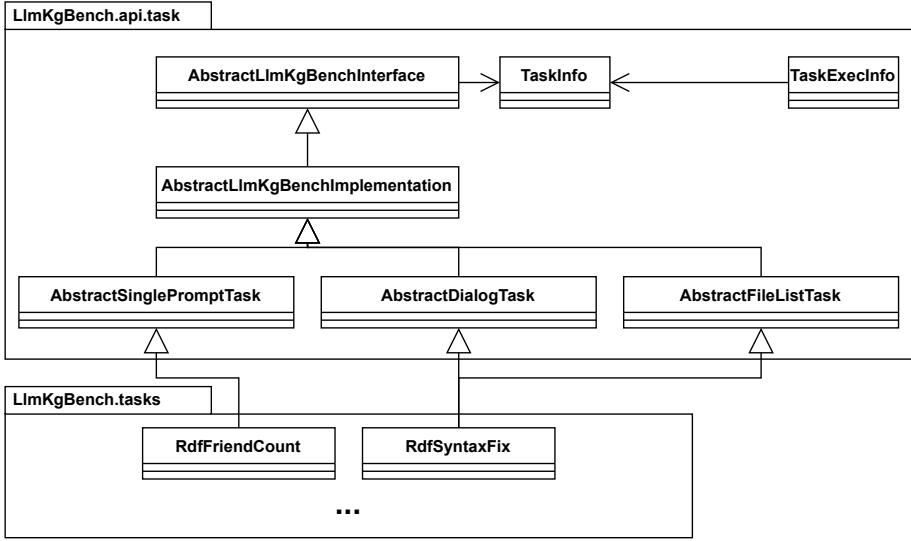 LlmKgBench.api.task
AbstractLlmKgBenchInterface
TaskInfo
TaskExecInfo
AbstractLlmKgBenchImplementation
AbstractSinglePromptTask
AbstractDialogTask
AbstractFileListTask
LlmKgBench.tasks
RdfFriendCount
RdfSyntaxFix
...